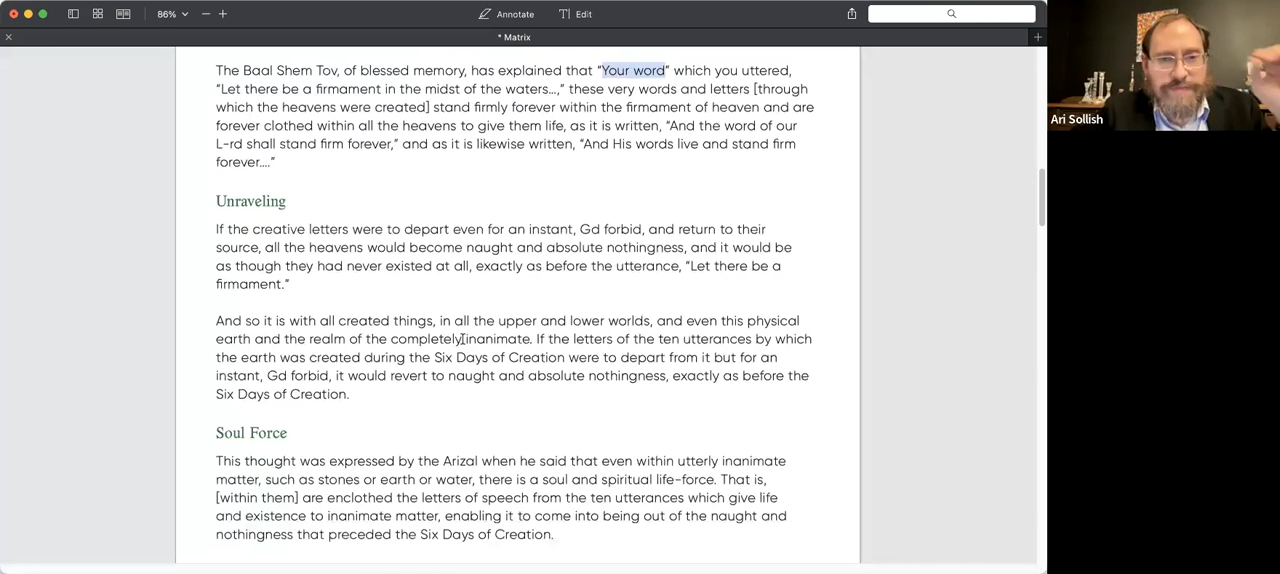 86%
Annotate
Edit
* Matrix
The Baal Shem Tov, of blessed memory, has explained that “Your word” which you uttered,
“Let there be a firmament in the midst of the waters…,” these very words and letters [through
which the heavens were created] stand firmly forever within the firmament of heaven and are
forever clothed within all the heavens to give them life, as it is written, “And the word of our
L-rd shall stand firm forever,” and as it is likewise written, “And His words live and stand firm
forever….”
Unraveling
If the creative letters were to depart even for an instant, Gd forbid, and return to their
source, all the heavens would become naught and absolute nothingness, and it would be
as though they had never existed at all, exactly as before the utterance, “Let there be a
firmament.”
And so it is with all created things, in all the upper and lower worlds, and even this physical
earth and the realm of the completely inanimate. If the letters of the ten utterances by which
the earth was created during the Six Days of Creation were to depart from it but for an
instant, Gd forbid, it would revert to naught and absolute nothingness, exactly as before the
Six Days of Creation.
Soul Force
This thought was expressed by the Arizal when he said that even within utterly inanimate
matter, such as stones or earth or water, there is a soul and spiritual life-force. That is,
[within them] are enclothed the letters of speech from the ten utterances which give life
and existence to inanimate matter, enabling it to come into being out of the naught and
nothingness that preceded the Six Days of Creation.
Ari Sollish